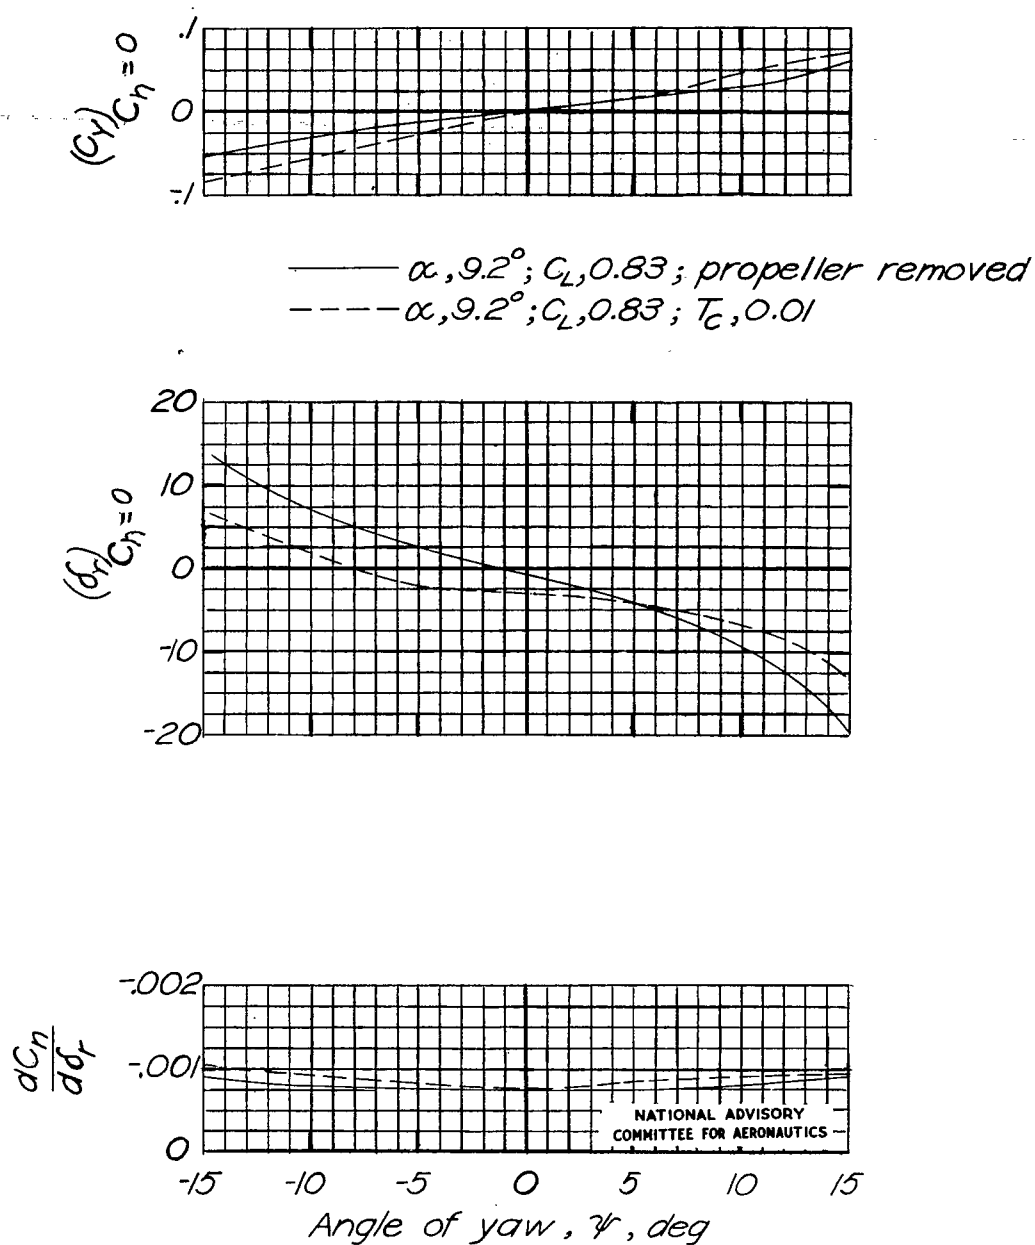 .1
(C_Y)C_n=0
0
-.1
α, 9.2°; C_L, 0.83; propeller removed
α, 9.2°; C_L, 0.83; T_C, 0.01
20
10
(δ_r)C_n=0
0
-10
-20
-.002
dC_n
dδ_r
-.001
NATIONAL ADVISORY
COMMITTEE FOR AERONAUTICS
0
-15 -10 -5 0 5 10 15
Angle of yaw, ψ, deg